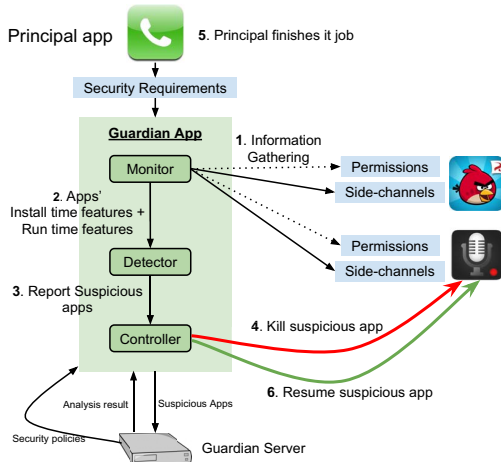 Principal app
5. Principal finishes it job
Security Requirements
Guardian App
1. Information
Gathering
Monitor
Permissions
Side-channels
2. Apps’
Install time features +
Run time features
Permissions
Side-channels
Detector
3. Report Suspicious
apps
Controller
4. Kill suspicious app
6. Resume suspicious app
Analysis result
Suspicious Apps
Security policies
Guardian Server